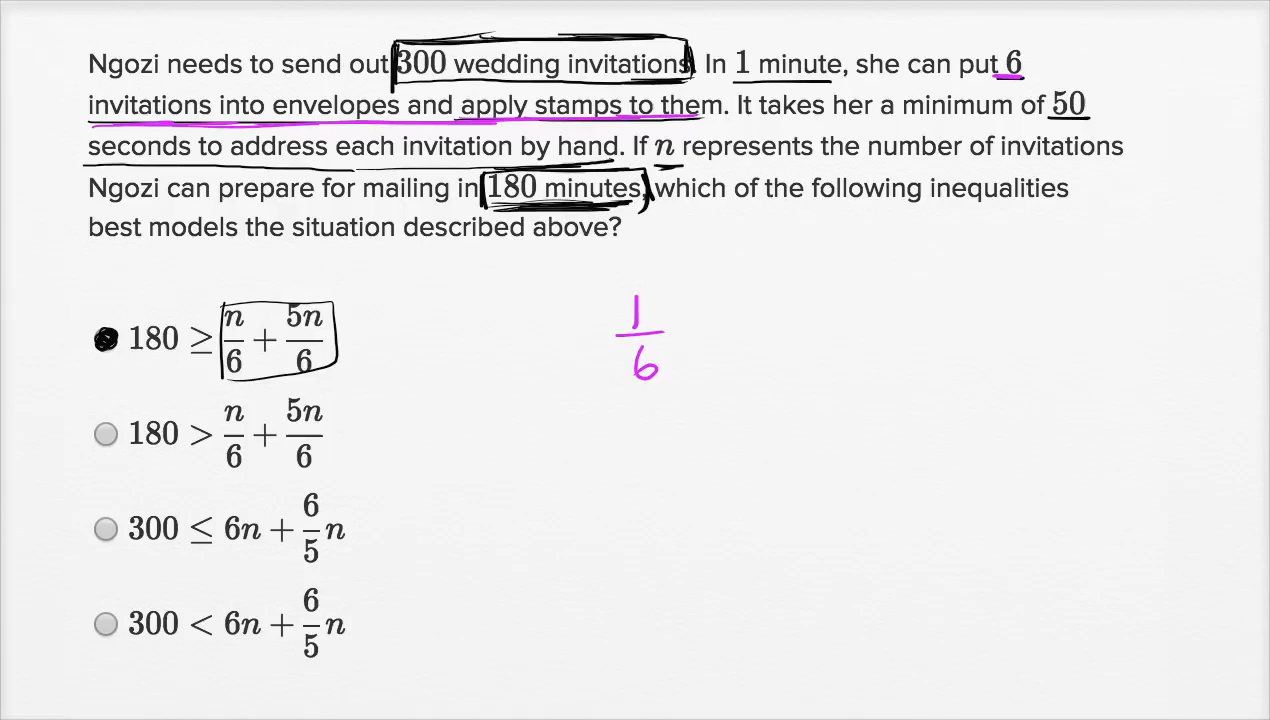 Ngozi needs to send out 300 wedding invitations. In 1 minute, she can put 6
invitations into envelopes and apply stamps to them. It takes her a minimum of 50
seconds to address each invitation by hand. If n represents the number of invitations
Ngozi can prepare for mailing in 180 minutes, which of the following inequalities
best models the situation described above?
180 ≥ n/6 + 5n/6
1/6
180 > n/6 + 5n/6
300 ≤ 6n + 6/5 n
300 < 6n + 6/5 n